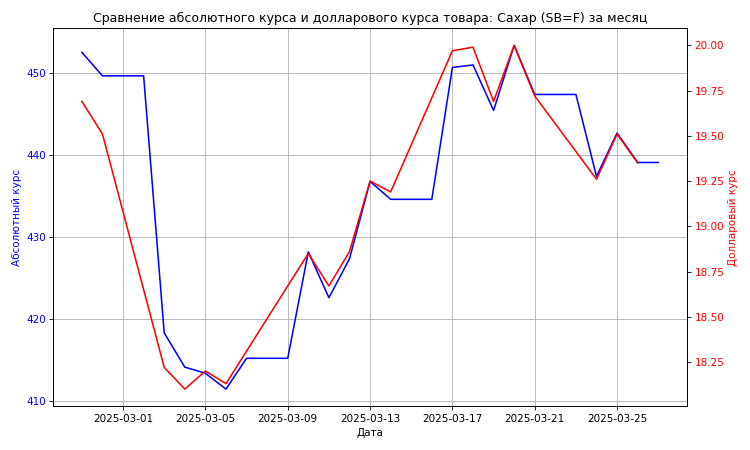 Сравнение абсолютного курса и долларового курса товара: Сахар (SB=F) за месяц
Абсолютный курс
450
440
430
420
410
20.00
19.75
19.50
19.25
19.00
18.75
18.50
18.25
Долларовый курс
2025-03-01 2025-03-05 2025-03-09 2025-03-13 2025-03-17 2025-03-21 2025-03-25
Дата